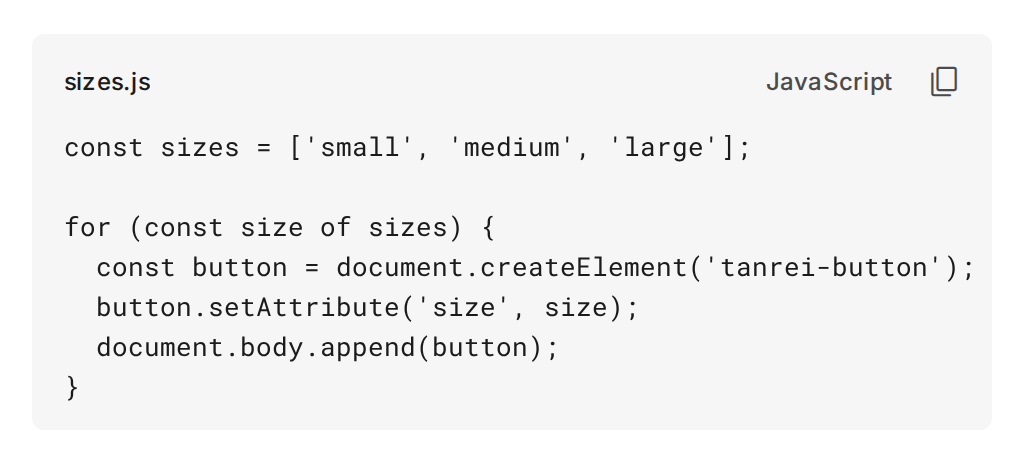 sizes.js
JavaScript
const sizes = ['small', 'medium', 'large'];

for (const size of sizes) {
  const button = document.createElement('tanrei-button');
  button.setAttribute('size', size);
  document.body.append(button);
}